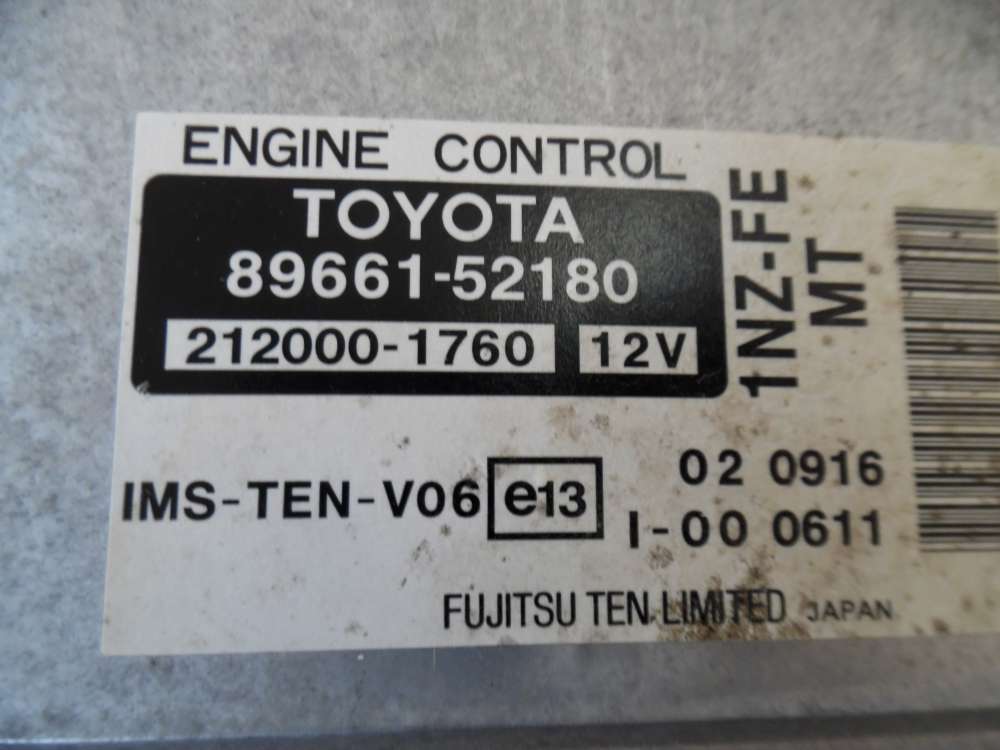 ENGINE CONTROL
TOYOTA
89661-52180
212000-1760 12V
1NZ-FE
MT
IMS-TEN-V06 e13 02 0916
I-00 0611
FUJITSU TEN LIMITED JAPAN